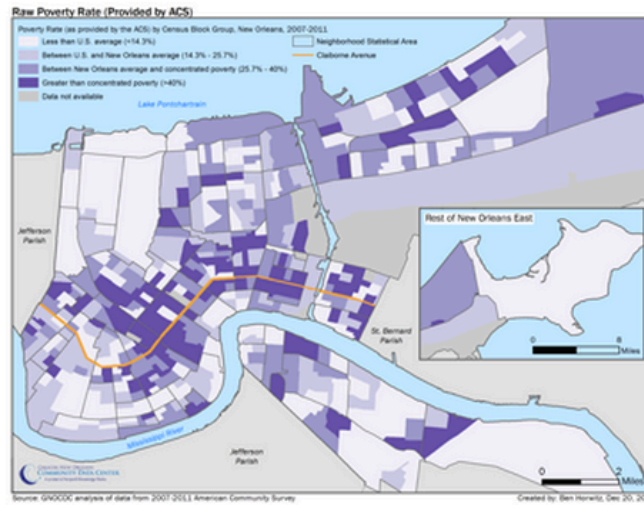 Raw Poverty Rate (Provided by ACS)
Poverty Rate (as provided by the ACS) by Census Block Group, New Orleans, 2007-2011
Less than U.S. average (<14.3%)
Between U.S. and New Orleans average (14.3% - 25.7%)
Between New Orleans average and concentrated poverty (25.7% - 40%)
Greater than concentrated poverty (>40%)
Data not available
Neighborhood Statistical Area
Claiborne Avenue
Lake Pontchartrain
Jefferson
Parish
Rest of New Orleans East
0 8
Miles
St. Bernard
Parish
Mississippi River
Jefferson
Parish
GREATER NEW ORLEANS
COMMUNITY DATA CENTER
0 2
Miles
Source: GNOCDC analysis of data from 2007-2011 American Community Survey
Created by: Ben Horwitz, Dec 20, 20